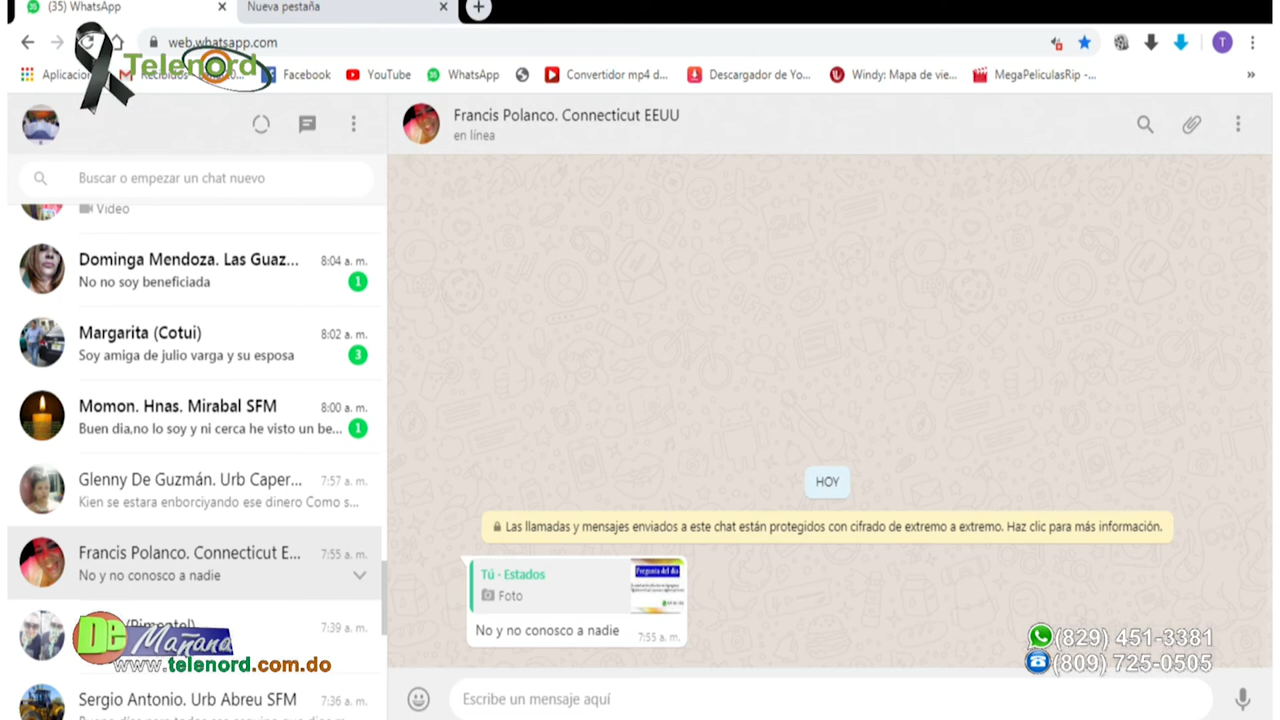 (35) WhatsApp
Nueva pestaña
web.whatsapp.com
Telenord
Facebook
YouTube
WhatsApp
Convertidor mp4 d...
Descargador de Yo...
Windy: Mapa de vie...
MegaPeliculasRip -...
Francis Polanco. Connecticut EEUU
en línea
Buscar o empezar un chat nuevo
Video
Dominga Mendoza. Las Guaz...
8:04 a. m.
No no soy beneficiada
1
Margarita (Cotui)
8:02 a. m.
Soy amiga de julio varga y su esposa
3
Momon. Hnas. Mirabal SFM
8:00 a. m.
Buen dia,no lo soy y ni cerca he visto un be...
1
Glenny De Guzmán. Urb Caper...
7:57 a. m.
Kien se estara enborciyando ese dinero Como s...
Francis Polanco. Connecticut E...
7:55 a. m.
No y no conosco a nadie
(Pimentel)
7:39 a. m.
De Mañana
www.telenord.com.do
Sergio Antonio. Urb Abreu SFM
7:36 a. m.
HOY
Las llamadas y mensajes enviados a este chat están protegidos con cifrado de extremo a extremo. Haz clic para más información.
Tú · Estados
Foto
Pregunta del día
No y no conosco a nadie
7:55 a. m.
(829) 451-3381
(809) 725-0505
Escribe un mensaje aquí
T